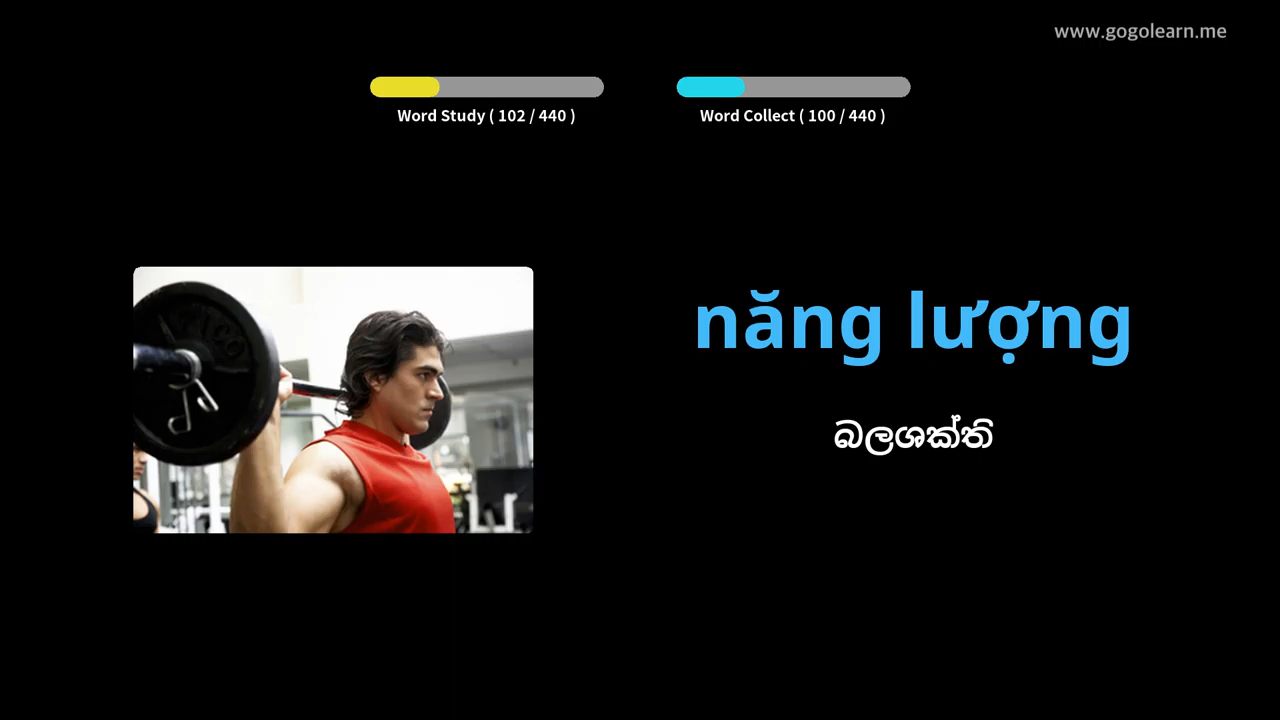 www.gogolearn.me
Word Study ( 102 / 440 )
Word Collect ( 100 / 440 )
năng lượng
බලශක්ති